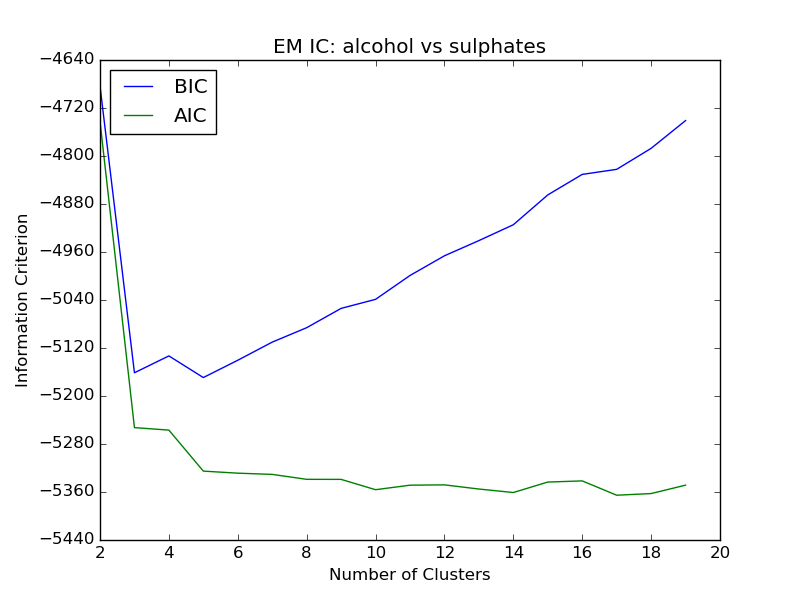 EM IC: alcohol vs sulphates
BIC
AIC
−4640
−4720
−4800
−4880
−4960
−5040
−5120
−5200
−5280
−5360
−5440
Information Criterion
2 4 6 8 10 12 14 16 18 20
Number of Clusters